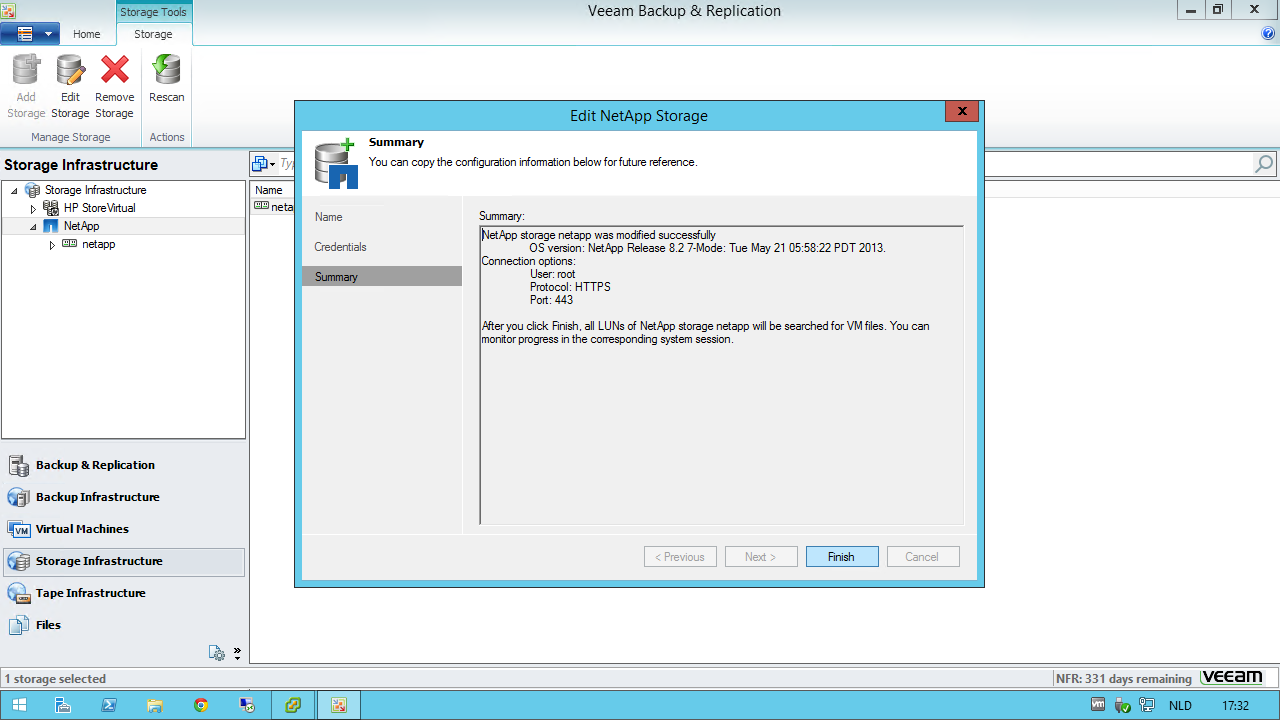 Storage Tools
Veeam Backup & Replication
Home
Storage
Add Storage
Edit Storage
Remove Storage
Rescan
Manage Storage
Actions
Storage Infrastructure
Storage Infrastructure
HP StoreVirtual
NetApp
netapp
Name
neta
Edit NetApp Storage
Summary
You can copy the configuration information below for future reference.
Name
Credentials
Summary
Summary:
NetApp storage netapp was modified successfully
OS version: NetApp Release 8.2 7-Mode: Tue May 21 05:58:22 PDT 2013.
Connection options:
User: root
Protocol: HTTPS
Port: 443
After you click Finish, all LUNs of NetApp storage netapp will be searched for VM files. You can
monitor progress in the corresponding system session.
< Previous
Next >
Finish
Cancel
Backup & Replication
Backup Infrastructure
VM
Virtual Machines
Storage Infrastructure
Tape Infrastructure
Files
1 storage selected
NFR: 331 days remaining
veeam
vm
NLD
17:32